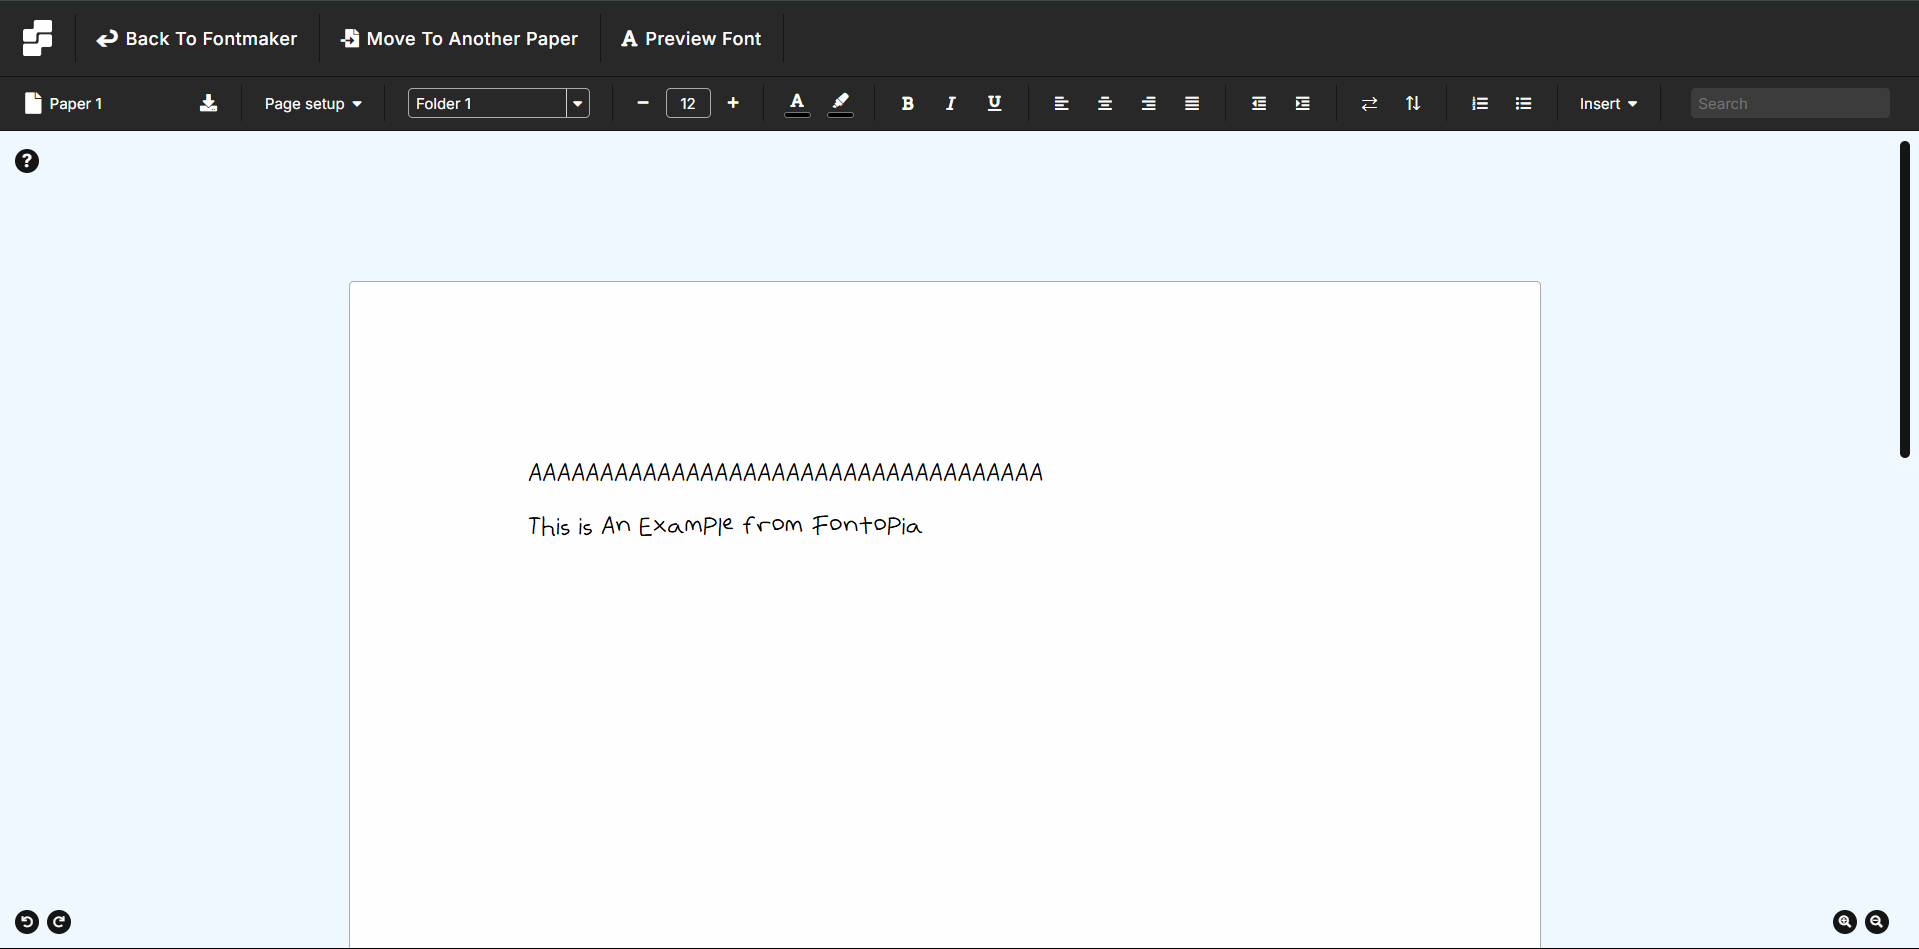 Back To Fontmaker
Move To Another Paper
A Preview Font
Paper 1
Page setup
Folder 1
− 12 +
A
B I U
Insert
Search
?
AAAAAAAAAAAAAAAAAAAAAAAAAAAAAAAAAAAA
This is An ExamPle from FontoPia